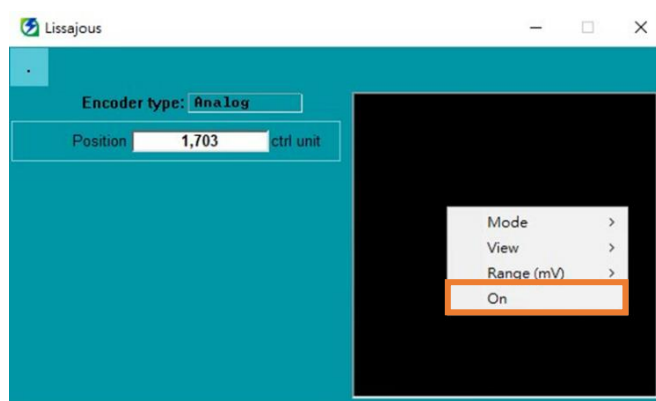 Lissajous
.
Encoder type: Analog
Position 1,703 ctrl unit
Mode >
View >
Range (mV) >
On